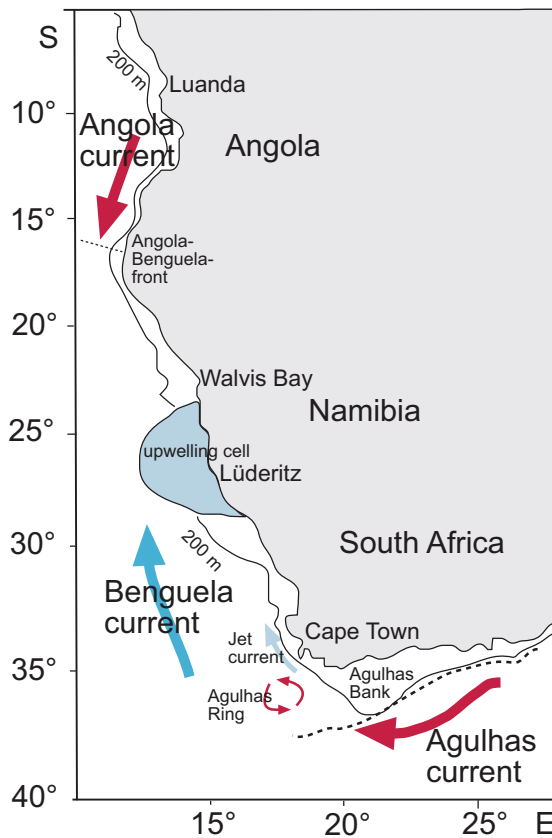 S
200 m
Luanda
10°
Angola
current
Angola
15°
Angola-
Benguela-
front
20°
Walvis Bay
Namibia
25°
upwelling cell
Lüderitz
30°
200 m
South Africa
Benguela
current
Jet
current
Cape Town
35°
Agulhas
Bank
Agulhas
Ring
Agulhas
current
40°
15°
20°
25°
E